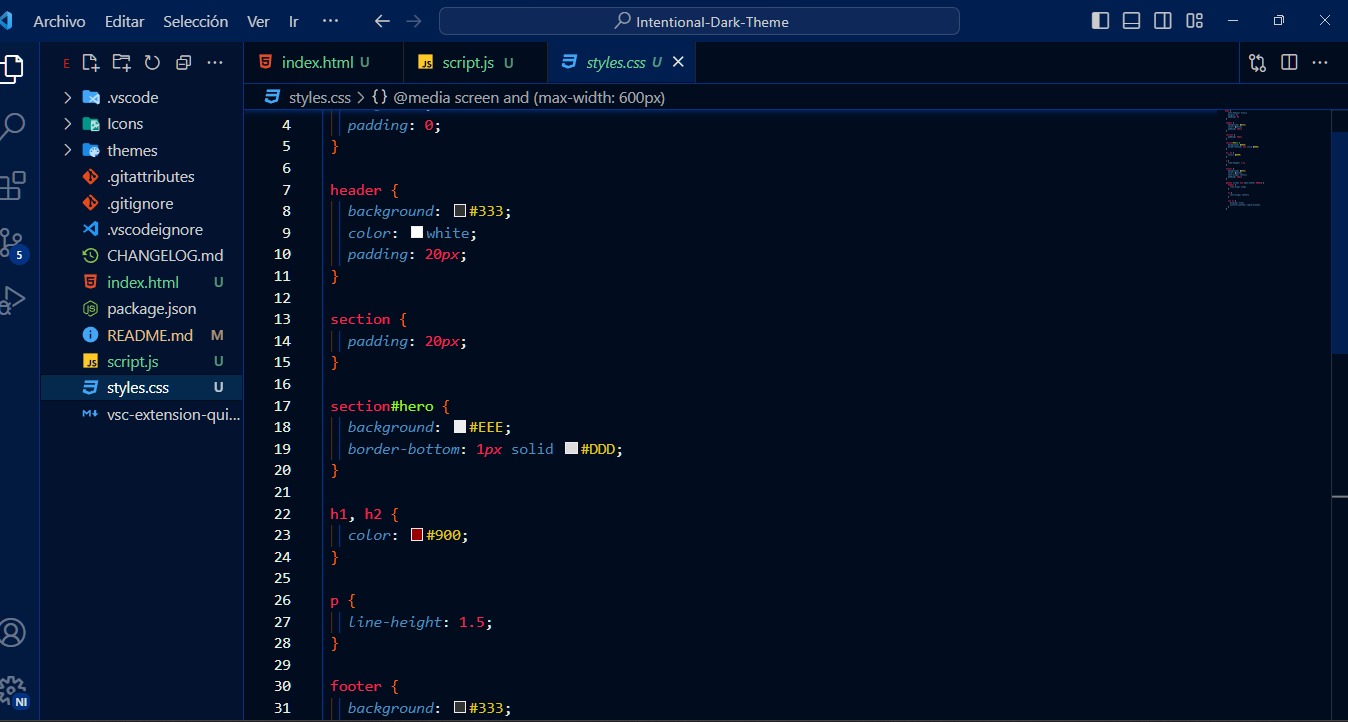 Archivo Editar Selección Ver Ir ··· Intentional-Dark-Theme
E
index.html U script.js U styles.css U
styles.css > {} @media screen and (max-width: 600px)
.vscode
Icons
themes
.gitattributes
.gitignore
.vscodeignore
CHANGELOG.md
index.html U
package.json
README.md M
script.js U
styles.css U
vsc-extension-qui...
5
NI
4 padding: 0;
5 }
6
7 header {
8 background: #333;
9 color: white;
10 padding: 20px;
11 }
12
13 section {
14 padding: 20px;
15 }
16
17 section#hero {
18 background: #EEE;
19 border-bottom: 1px solid #DDD;
20 }
21
22 h1, h2 {
23 color: #900;
24 }
25
26 p {
27 line-height: 1.5;
28 }
29
30 footer {
31 background: #333;